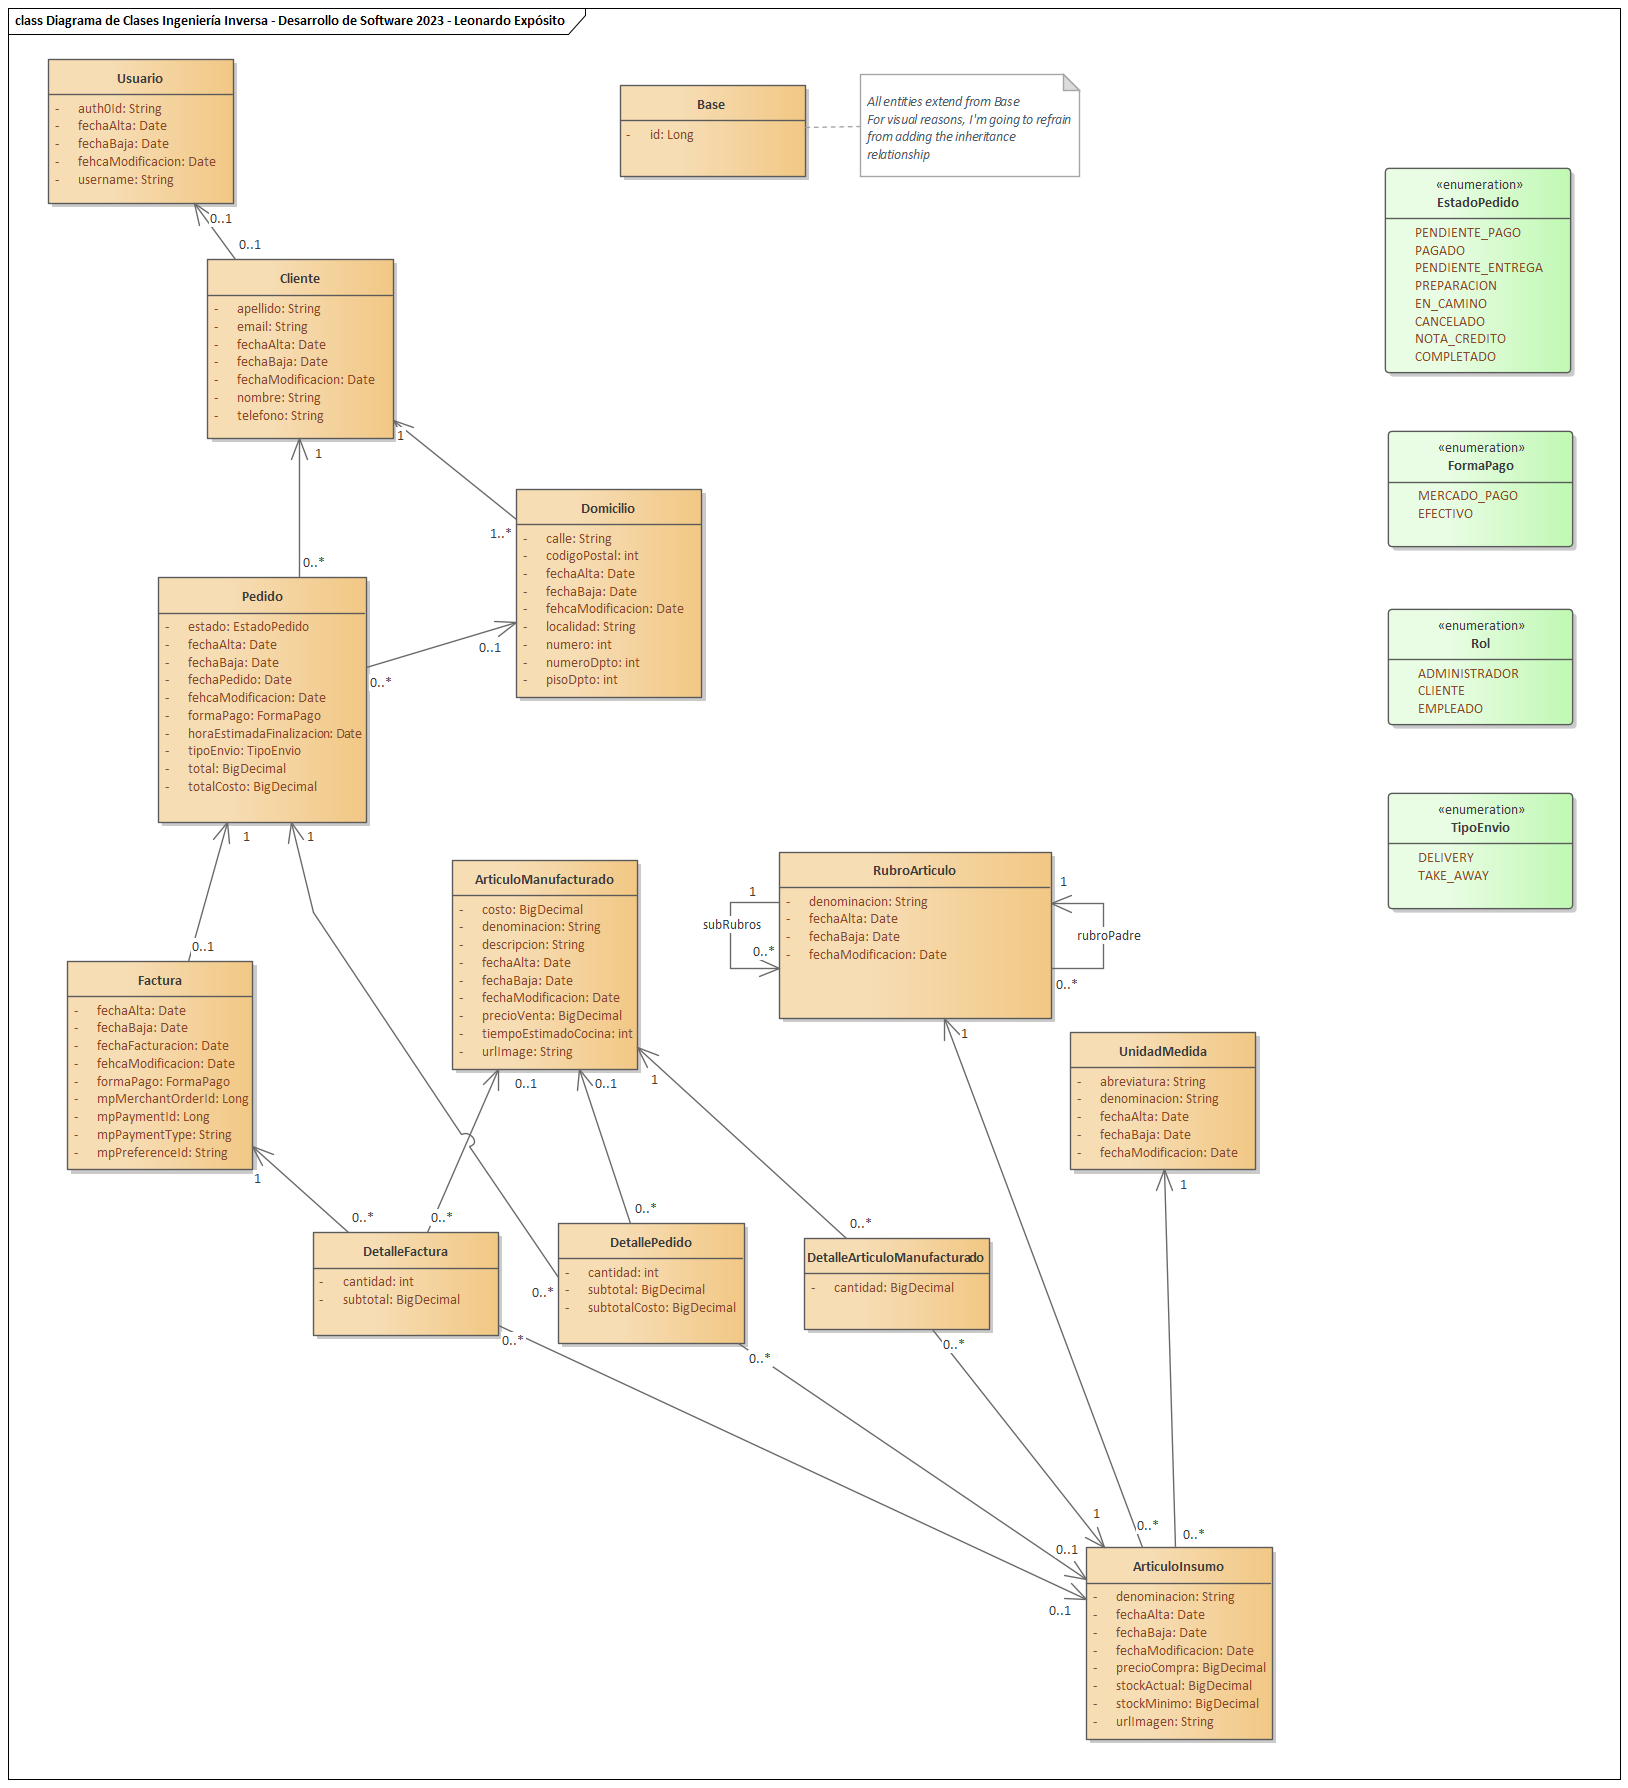 class Diagrama de Clases Ingeniería Inversa - Desarrollo de Software 2023 - Leonardo Expósito
Usuario
- auth0Id: String
- fechaAlta: Date
- fechaBaja: Date
- fehcaModificacion: Date
- username: String
Base
- id: Long
All entities extend from Base
For visual reasons, I'm going to refrain
from adding the inheritance
relationship
«enumeration»
EstadoPedido
PENDIENTE_PAGO
PAGADO
PENDIENTE_ENTREGA
PREPARACION
EN_CAMINO
CANCELADO
NOTA_CREDITO
COMPLETADO
0..1
0..1
Cliente
- apellido: String
- email: String
- fechaAlta: Date
- fechaBaja: Date
- fechaModificacion: Date
- nombre: String
- telefono: String
1
1
«enumeration»
FormaPago
MERCADO_PAGO
EFECTIVO
Domicilio
- calle: String
- codigoPostal: int
- fechaAlta: Date
- fechaBaja: Date
- fehcaModificacion: Date
- localidad: String
- numero: int
- numeroDpto: int
- pisoDpto: int
1..*
0..*
0..1
0..*
Pedido
- estado: EstadoPedido
- fechaAlta: Date
- fechaBaja: Date
- fechaPedido: Date
- fehcaModificacion: Date
- formaPago: FormaPago
- horaEstimadaFinalizacion: Date
- tipoEnvio: TipoEnvio
- total: BigDecimal
- totalCosto: BigDecimal
«enumeration»
Rol
ADMINISTRADOR
CLIENTE
EMPLEADO
«enumeration»
TipoEnvio
DELIVERY
TAKE_AWAY
1
1
ArticuloManufacturado
- costo: BigDecimal
- denominacion: String
- descripcion: String
- fechaAlta: Date
- fechaBaja: Date
- fechaModificacion: Date
- precioVenta: BigDecimal
- tiempoEstimadoCocina: int
- urlImage: String
RubroArticulo
- denominacion: String
- fechaAlta: Date
- fechaBaja: Date
- fechaModificacion: Date
1
subRubros
0..*
1
rubroPadre
0..*
0..1
Factura
- fechaAlta: Date
- fechaBaja: Date
- fechaFacturacion: Date
- fehcaModificacion: Date
- formaPago: FormaPago
- mpMerchantOrderId: Long
- mpPaymentId: Long
- mpPaymentType: String
- mpPreferenceId: String
1
UnidadMedida
- abreviatura: String
- denominacion: String
- fechaAlta: Date
- fechaBaja: Date
- fechaModificacion: Date
0..1
0..1
1
1
1
0..*
0..*
0..*
0..*
DetalleFactura
- cantidad: int
- subtotal: BigDecimal
DetallePedido
- cantidad: int
- subtotal: BigDecimal
- subtotalCosto: BigDecimal
DetalleArticuloManufacturado
- cantidad: BigDecimal
0..*
0..*
0..*
0..*
1
0..*
0..*
0..1
0..1
ArticuloInsumo
- denominacion: String
- fechaAlta: Date
- fechaBaja: Date
- fechaModificacion: Date
- precioCompra: BigDecimal
- stockActual: BigDecimal
- stockMinimo: BigDecimal
- urlImagen: String